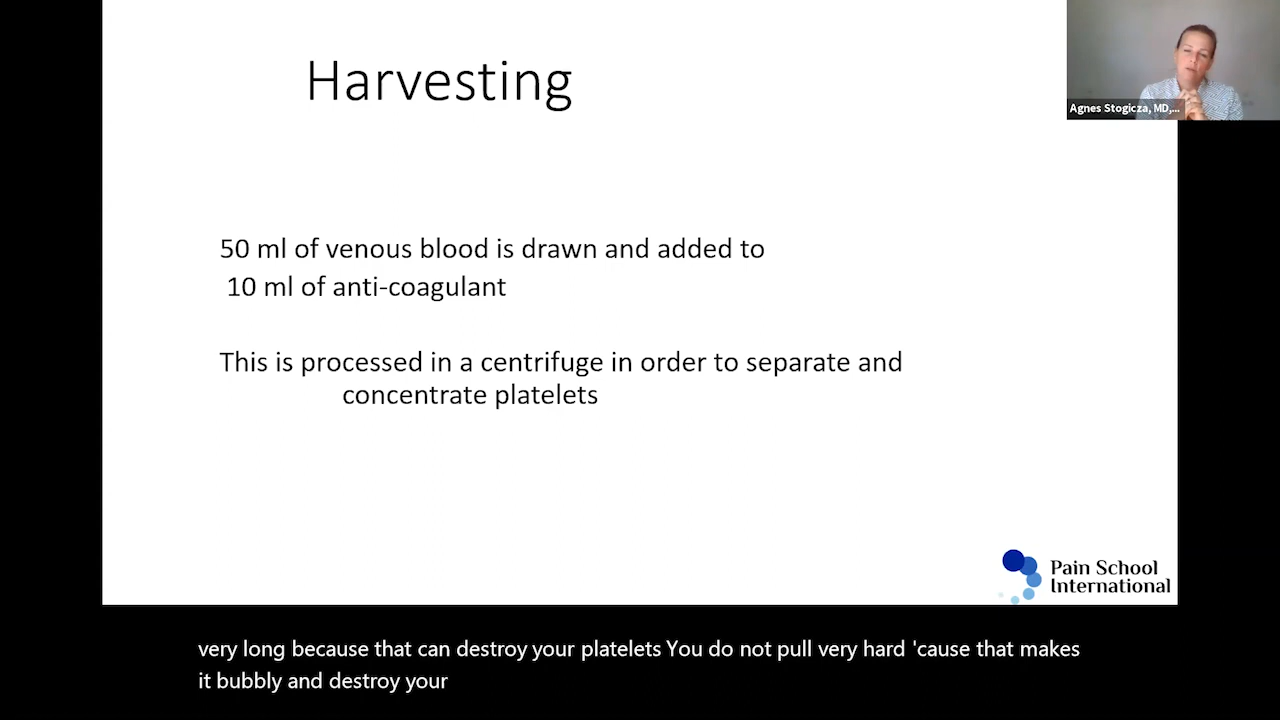 Harvesting
Agnes Stogicza, MD,...
50 ml of venous blood is drawn and added to
10 ml of anti-coagulant
This is processed in a centrifuge in order to separate and
concentrate platelets
Pain School
International
very long because that can destroy your platelets You do not pull very hard 'cause that makes
it bubbly and destroy your